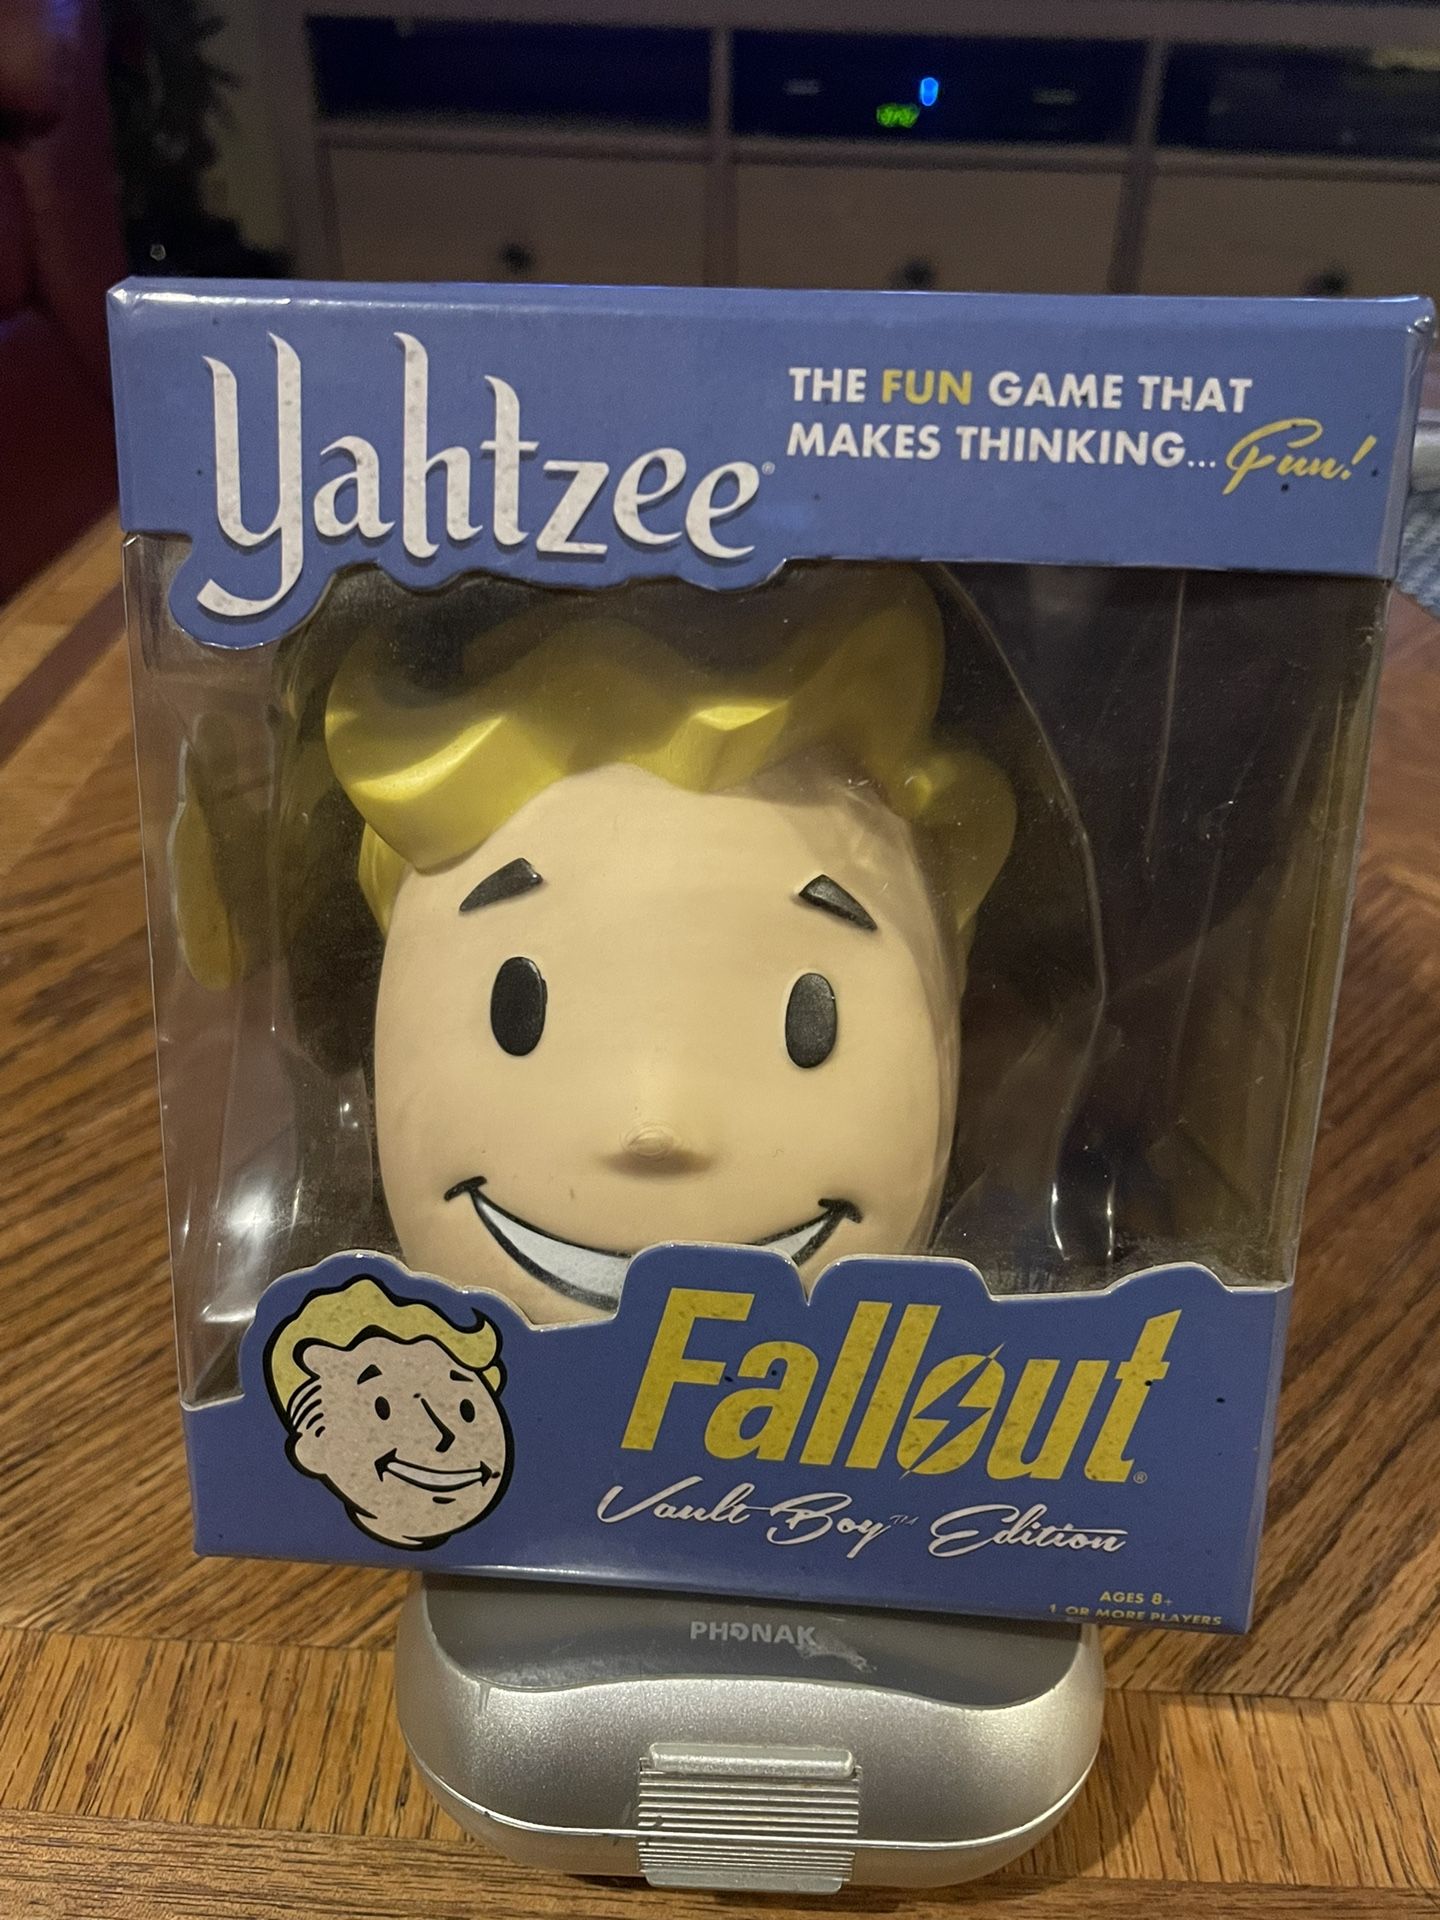 Yahtzee®
THE FUN GAME THAT
MAKES THINKING... Fun!
Fallout®
Vault Boy™ Edition
AGES 8+
1 OR MORE PLAYERS
PHONAK